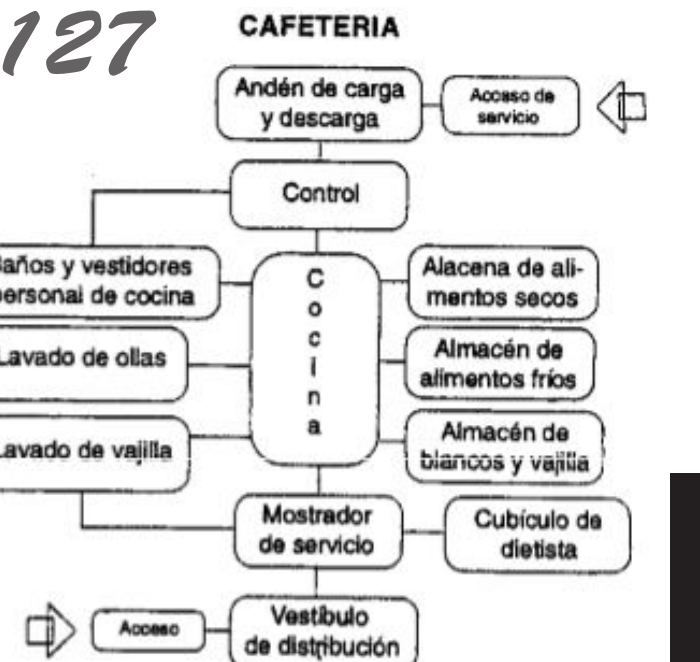 127
CAFETERIA
Andén de carga
y descarga
Acceso de
servicio
Control
Baños y vestidores
personal de cocina
Cocina
Alacena de ali-
mentos secos
Lavado de ollas
Almacén de
alimentos fríos
Lavado de vajilla
Almacén de
blancos y vajilla
Mostrador
de servicio
Cubículo de
dietista
Acceso
Vestíbulo
de distribución